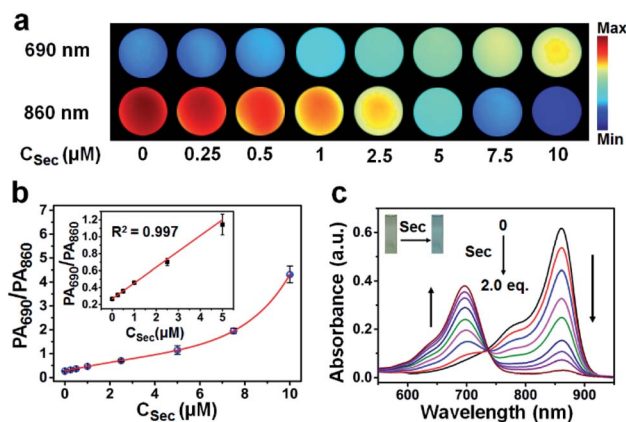 a
690 nm
860 nm
Max
Min
C_Sec (μM) 0 0.25 0.5 1 2.5 5 7.5 10
b
PA690/PA860
7
6
5
4
3
2
1
0
0 2 4 6 8 10
C_Sec (μM)
R² = 0.997
PA690/PA860
1.2
1.0
0.8
0.6
0.4
0.2
0 1 2 3 4 5
C_Sec(μM)
c
Absorbance (a.u.)
0.6
0.4
0.2
0.0
600 700 800 900
Wavelength (nm)
Sec
0
Sec
2.0 eq.